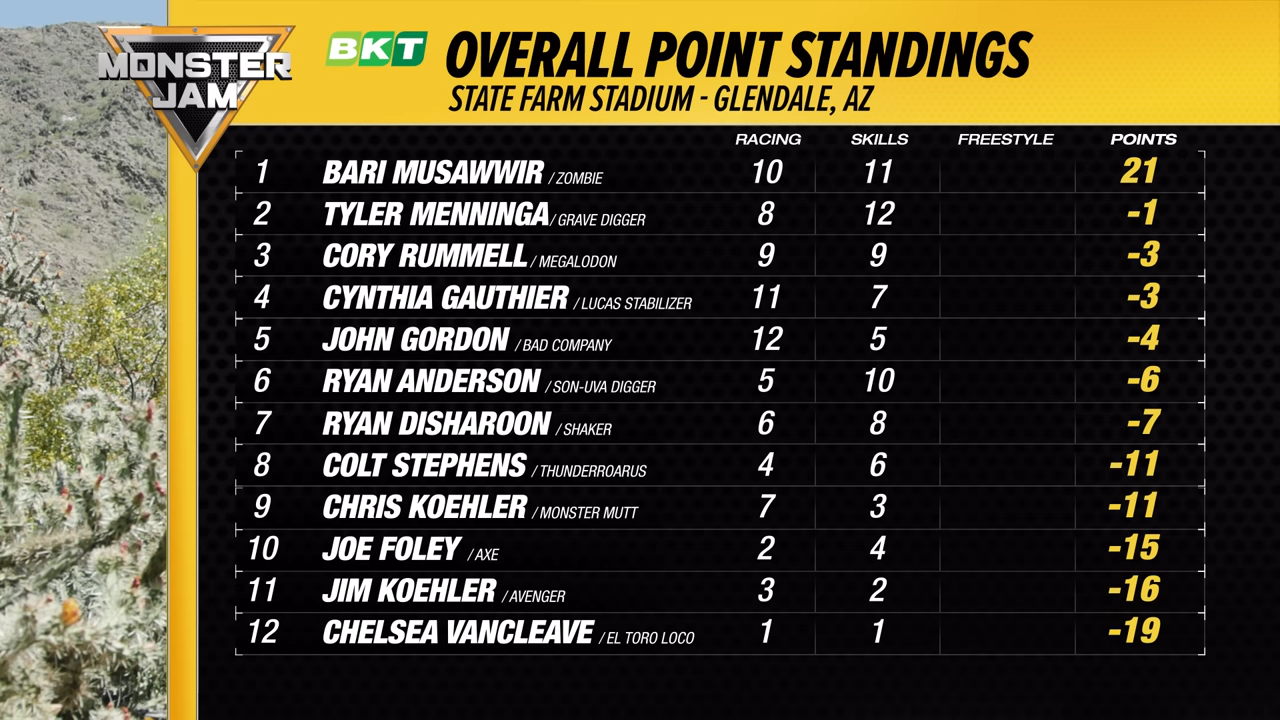 MONSTER JAM
BKT OVERALL POINT STANDINGS
STATE FARM STADIUM - GLENDALE, AZ
RACING SKILLS FREESTYLE POINTS
1 BARI MUSAWWIR / ZOMBIE 10 11 21
2 TYLER MENNINGA / GRAVE DIGGER 8 12 -1
3 CORY RUMMELL / MEGALODON 9 9 -3
4 CYNTHIA GAUTHIER / LUCAS STABILIZER 11 7 -3
5 JOHN GORDON / BAD COMPANY 12 5 -4
6 RYAN ANDERSON / SON-UVA DIGGER 5 10 -6
7 RYAN DISHAROON / SHAKER 6 8 -7
8 COLT STEPHENS / THUNDERROARUS 4 6 -11
9 CHRIS KOEHLER / MONSTER MUTT 7 3 -11
10 JOE FOLEY / AXE 2 4 -15
11 JIM KOEHLER / AVENGER 3 2 -16
12 CHELSEA VANCLEAVE / EL TORO LOCO 1 1 -19